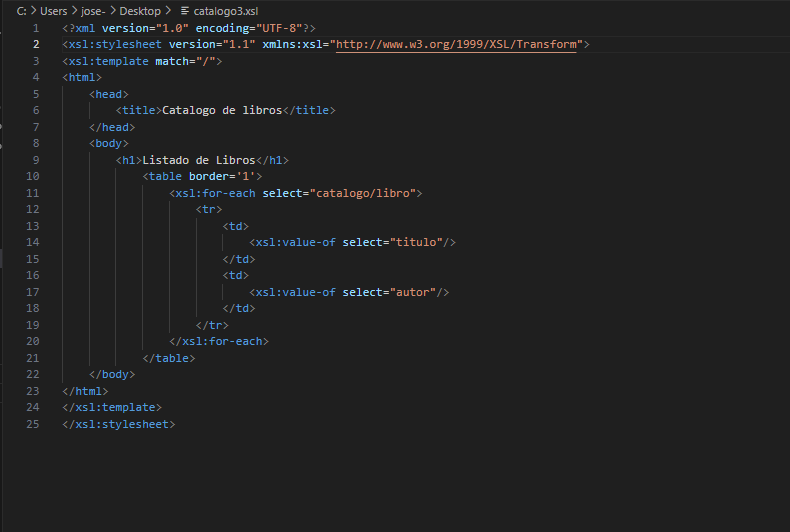 C: > Users > jose- > Desktop > catalogo3.xsl
1 <?xml version="1.0" encoding="UTF-8"?>
2 <xsl:stylesheet version="1.1" xmlns:xsl="http://www.w3.org/1999/XSL/Transform">
3 <xsl:template match="/">
4 <html>
5     <head>
6         <title>Catalogo de libros</title>
7     </head>
8     <body>
9         <h1>Listado de Libros</h1>
10             <table border='1'>
11                 <xsl:for-each select="catalogo/libro">
12                     <tr>
13                         <td>
14                             <xsl:value-of select="titulo"/>
15                         </td>
16                         <td>
17                             <xsl:value-of select="autor"/>
18                         </td>
19                     </tr>
20                 </xsl:for-each>
21             </table>
22     </body>
23 </html>
24 </xsl:template>
25 </xsl:stylesheet>